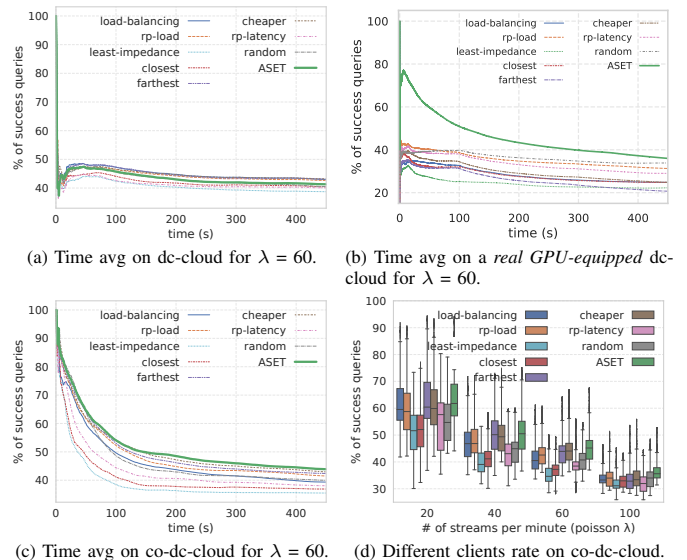 load-balancing
rp-load
least-impedance
closest
farthest
cheaper
rp-latency
random
ASET
% of success queries
100
90
80
70
60
50
40
0 100 200 300 400
time (s)
(a) Time avg on dc-cloud for λ = 60.
load-balancing
rp-load
least-impedance
closest
farthest
cheaper
rp-latency
random
ASET
% of success queries
100
80
60
40
20
0 100 200 300 400
time (s)
(b) Time avg on a real GPU-equipped dc-
cloud for λ = 60.
load-balancing
rp-load
least-impedance
closest
farthest
cheaper
rp-latency
random
ASET
% of success queries
100
90
80
70
60
50
40
0 100 200 300 400
time (s)
(c) Time avg on co-dc-cloud for λ = 60.
load-balancing
rp-load
least-impedance
closest
farthest
cheaper
rp-latency
random
ASET
% of success queries
100
90
80
70
60
50
40
30
20 40 60 100
# of streams per minute (poisson λ)
(d) Different clients rate on co-dc-cloud.